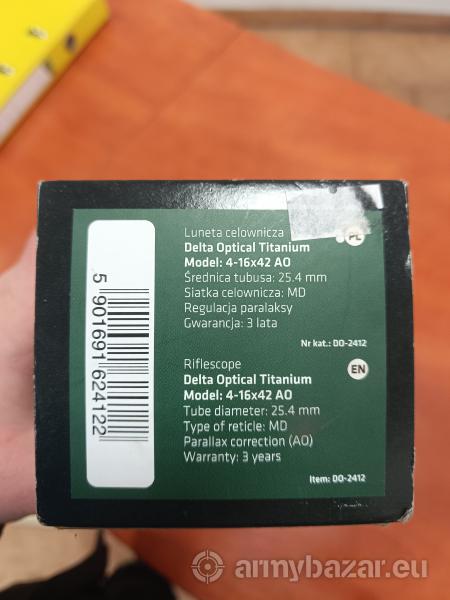 5 901691 624122
Luneta celownicza
PL
Delta Optical Titanium
Model: 4-16x42 AO
Średnica tubusa: 25.4 mm
Siatka celownicza: MD
Regulacja paralaksy
Gwarancja: 3 lata
Nr kat.: DO-2412
Riflescope
EN
Delta Optical Titanium
Model: 4-16x42 AO
Tube diameter: 25.4 mm
Type of reticle: MD
Parallax correction (AO)
Warranty: 3 years
Item: DO-2412
armybazar.eu